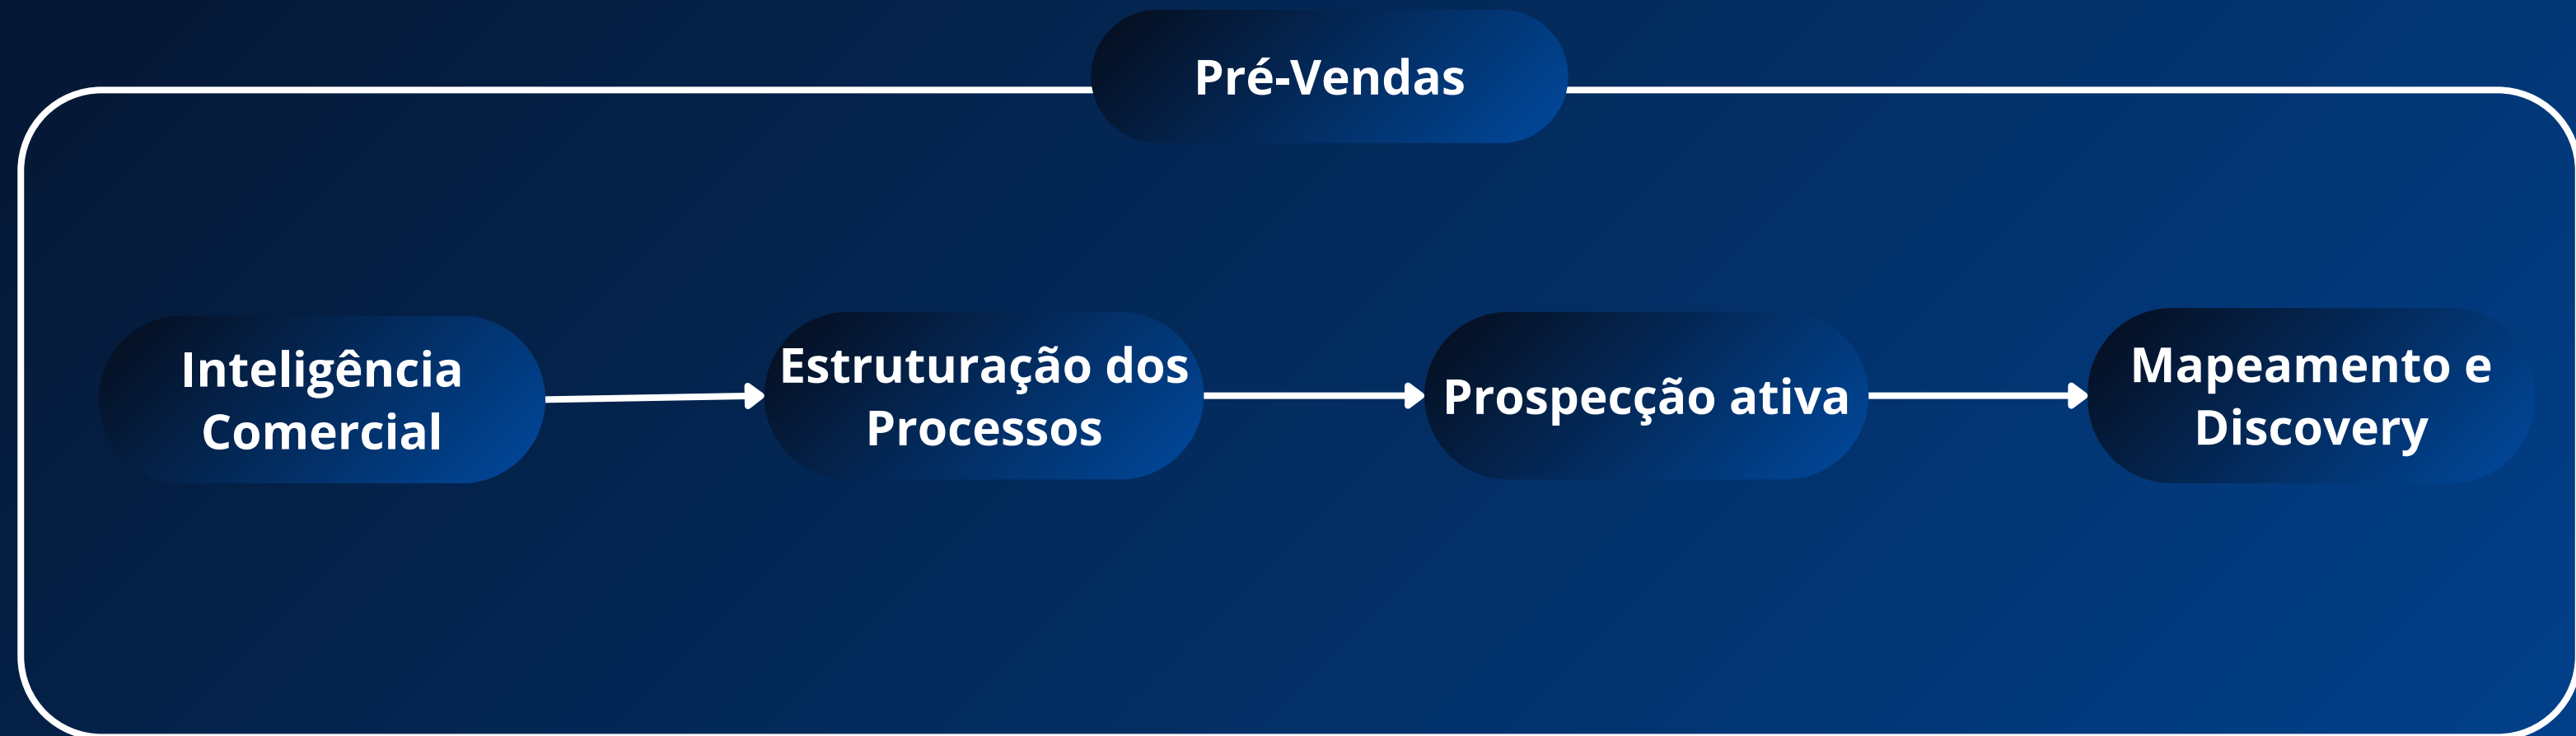 Pré-Vendas
Inteligência
Comercial
Estruturação dos
Processos
Prospecção ativa
Mapeamento e
Discovery